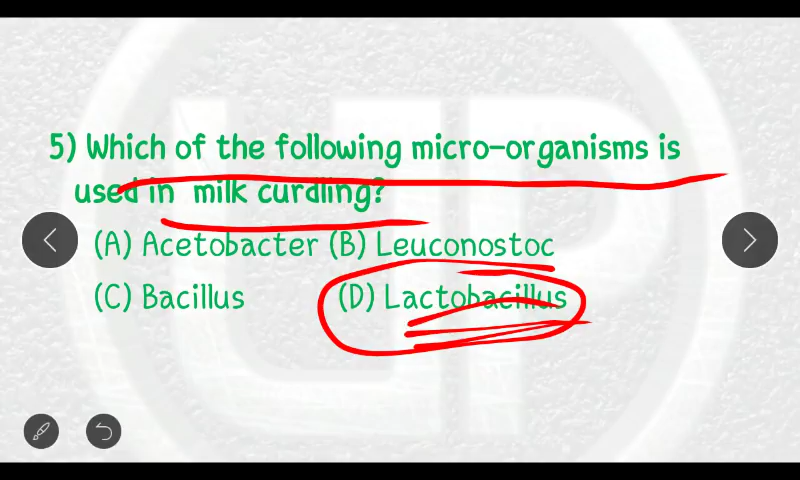 5) Which of the following micro-organisms is
used in milk curdling?
(A) Acetobacter (B) Leuconostoc
(C) Bacillus (D) Lactobacillus